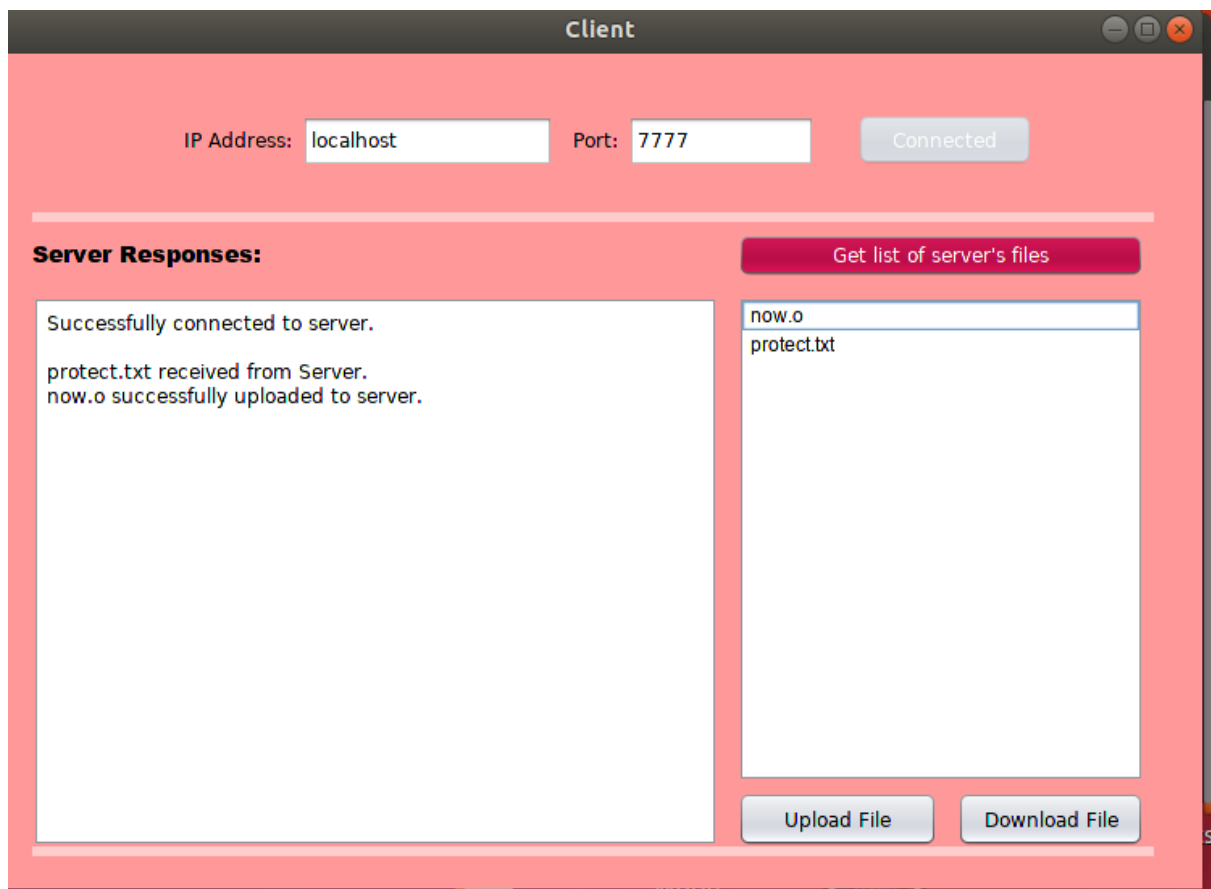 Client
IP Address: localhost Port: 7777 Connected
Server Responses:
Get list of server's files
Successfully connected to server.
protect.txt received from Server.
now.o successfully uploaded to server.
now.o
protect.txt
Upload File Download File